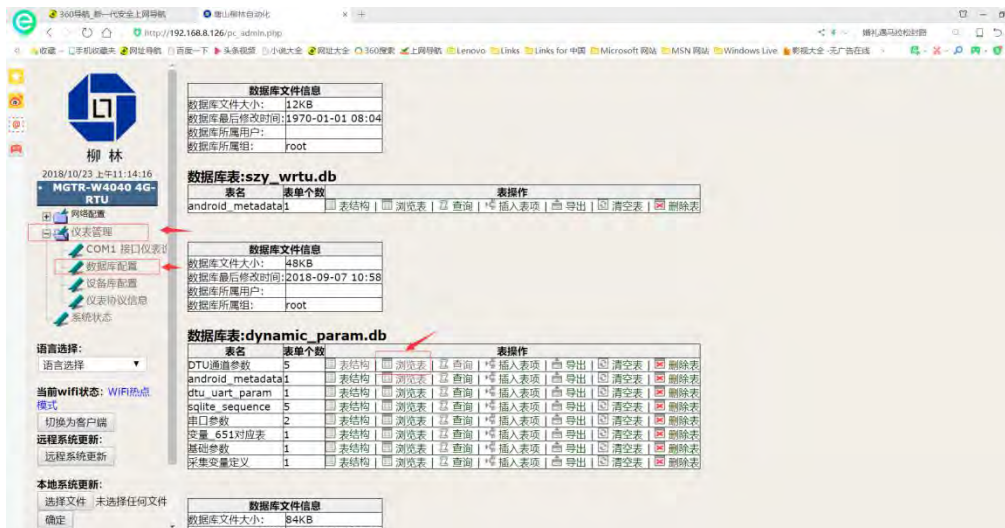 360导航_新一代安全上网导航
唐山柳林自动化
http://192.168.8.126/pc_admin.php
婚礼遇马拉松封路
收藏
手机收藏夹
网址导航
百度一下
头条视频
小说大全
网址大全
360搜索
上网导航
Lenovo
Links
Links for 中国
Microsoft 网站
MSN 网站
Windows Live
影视大全-无广告在线
柳 林
2018/10/23 上午11:14:16
MGTR-W4040 4G-
RTU
网络配置
仪表管理
COM1 接口仪表设
数据库配置
设备库配置
仪表协议信息
系统状态
语言选择:
语言选择
当前wifi状态: WIFI热点
模式
切换为客户端
远程系统更新:
远程系统更新
本地系统更新:
选择文件 未选择任何文件
确定
数据库文件信息
数据库文件大小: 12KB
数据库最后修改时间: 1970-01-01 08:04
数据库所属用户:
数据库所属组: root
数据库表:szy_wrtu.db
表名 表单个数 表操作
android_metadata 1 表结构 | 浏览表 | 查询 | 插入表项 | 导出 | 清空表 | 删除表
数据库文件信息
数据库文件大小: 48KB
数据库最后修改时间: 2018-09-07 10:58
数据库所属用户:
数据库所属组: root
数据库表:dynamic_param.db
表名 表单个数 表操作
DTU通道参数 5 表结构 | 浏览表 | 查询 | 插入表项 | 导出 | 清空表 | 删除表
android_metadata 1 表结构 | 浏览表 | 查询 | 插入表项 | 导出 | 清空表 | 删除表
dtu_uart_param 1 表结构 | 浏览表 | 查询 | 插入表项 | 导出 | 清空表 | 删除表
sqlite_sequence 5 表结构 | 浏览表 | 查询 | 插入表项 | 导出 | 清空表 | 删除表
串口参数 2 表结构 | 浏览表 | 查询 | 插入表项 | 导出 | 清空表 | 删除表
变量_651对应表 1 表结构 | 浏览表 | 查询 | 插入表项 | 导出 | 清空表 | 删除表
基础参数 1 表结构 | 浏览表 | 查询 | 插入表项 | 导出 | 清空表 | 删除表
采集变量定义 1 表结构 | 浏览表 | 查询 | 插入表项 | 导出 | 清空表 | 删除表
数据库文件信息
数据库文件大小: 84KB